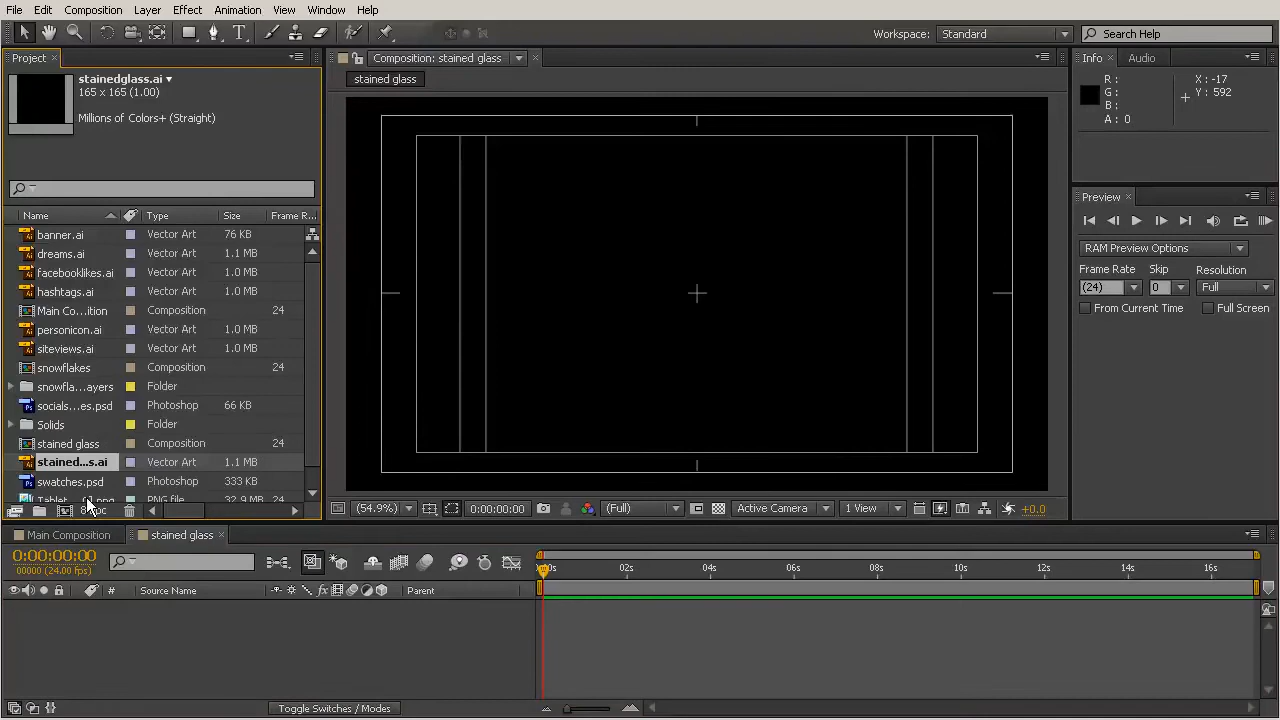 File Edit Composition Layer Effect Animation View Window Help
Workspace: Standard Search Help
Project
stainedglass.ai
165 x 165 (1.00)
Millions of Colors+ (Straight)
Name Type Size Frame R...
banner.ai Vector Art 76 KB
dreams.ai Vector Art 1.1 MB
facebooklikes.ai Vector Art 1.0 MB
hashtags.ai Vector Art 1.0 MB
Main Co...ition Composition 24
personicon.ai Vector Art 1.0 MB
siteviews.ai Vector Art 1.0 MB
snowflakes Composition 24
snowfla...ayers Folder
socials...es.psd Photoshop 66 KB
Solids Folder
stained glass Composition 24
stained...s.ai Vector Art 1.1 MB
swatches.psd Photoshop 333 KB
PNG file 32.9 MB 24
Composition: stained glass
stained glass
(54.9%) 0:00:00:00 (Full) Active Camera 1 View +0.0
Info Audio
R : X : -17
G : Y : 592
B :
A : 0
Preview
RAM Preview Options
Frame Rate Skip Resolution
(24) 0 Full
From Current Time Full Screen
Main Composition stained glass
0:00:00:00
00000 (24.00 fps)
# Source Name Parent
02s 04s 06s 08s 10s 12s 14s 16s
Toggle Switches / Modes